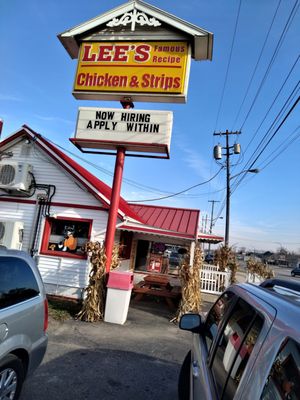 LEE'S Famous
Recipe
Chicken & Strips
NOW HIRING
APPLY WITHIN